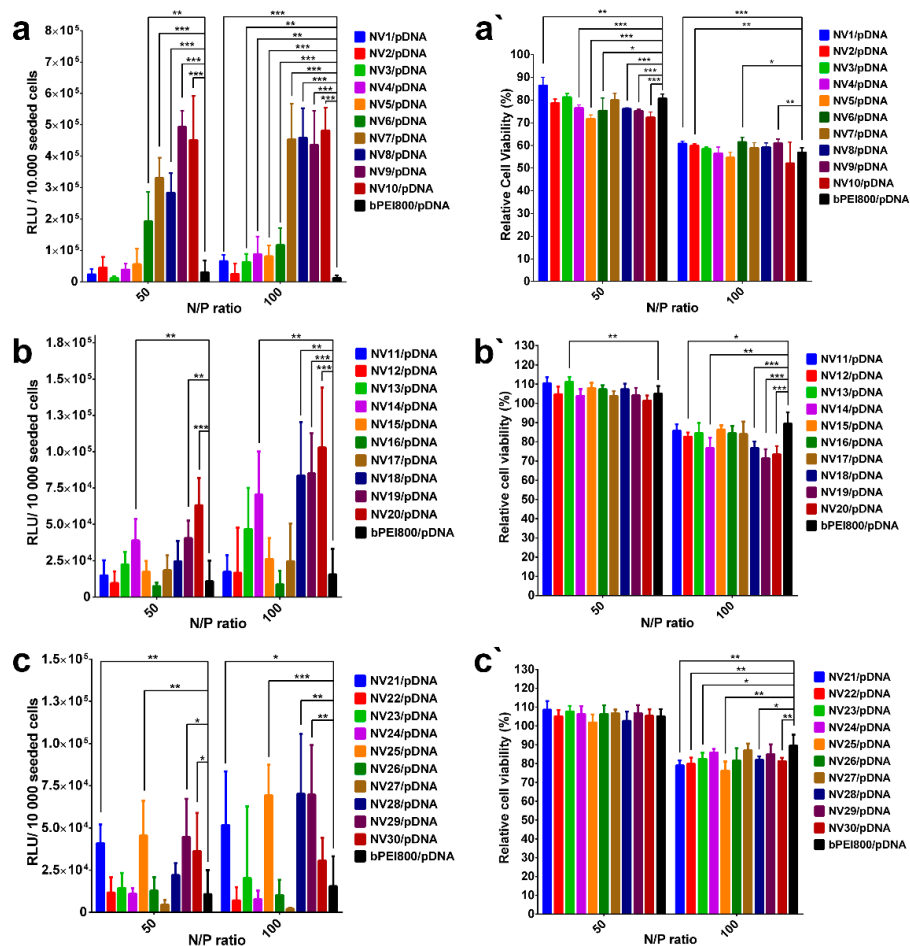 a
RLU / 10.000 seeded cells
8×10⁵
6×10⁵
5×10⁵
4×10⁵
3×10⁵
2×10⁵
1×10⁵
0
** *** *** *** ***
*** ** ** *** *** *** *** *** ***
50 100
N/P ratio
NV1/pDNA
NV2/pDNA
NV3/pDNA
NV4/pDNA
NV5/pDNA
NV6/pDNA
NV7/pDNA
NV8/pDNA
NV9/pDNA
NV10/pDNA
bPEI800/pDNA
a`
Relative Cell Viability (%)
100
90
80
70
60
50
40
30
20
10
0
** *** *** * *** *** ***
*** ** * **
50 100
N/P ratio
NV1/pDNA
NV2/pDNA
NV3/pDNA
NV4/pDNA
NV5/pDNA
NV6/pDNA
NV7/pDNA
NV8/pDNA
NV9/pDNA
NV10/pDNA
bPEI800/pDNA
b
RLU/ 10 000 seeded cells
1.8×10⁵
1.5×10⁵
1.3×10⁵
1.0×10⁵
7.5×10⁴
5.0×10⁴
2.5×10⁴
0
** ** ***
** ** *** ***
50 100
N/P ratio
NV11/pDNA
NV12/pDNA
NV13/pDNA
NV14/pDNA
NV15/pDNA
NV16/pDNA
NV17/pDNA
NV18/pDNA
NV19/pDNA
NV20/pDNA
bPEI800/pDNA
b`
Relative cell viability (%)
130
120
110
100
90
80
70
60
50
40
30
20
10
0
**
* ** *** *** ***
50 100
N/P ratio
NV11/pDNA
NV12/pDNA
NV13/pDNA
NV14/pDNA
NV15/pDNA
NV16/pDNA
NV17/pDNA
NV18/pDNA
NV19/pDNA
NV20/pDNA
bPEI800/pDNA
c
RLU/ 10 000 seeded cells
1.5×10⁵
1.3×10⁵
1.0×10⁵
7.5×10⁴
5.0×10⁴
2.5×10⁴
0
** ** * *
* *** ** **
50 100
N/P ratio
NV21/pDNA
NV22/pDNA
NV23/pDNA
NV24/pDNA
NV25/pDNA
NV26/pDNA
NV27/pDNA
NV28/pDNA
NV29/pDNA
NV30/pDNA
bPEI800/pDNA
c`
Relative cell viability (%)
130
120
110
100
90
80
70
60
50
40
30
20
10
0
** ** * ** * **
50 100
N/P ratio
NV21/pDNA
NV22/pDNA
NV23/pDNA
NV24/pDNA
NV25/pDNA
NV26/pDNA
NV27/pDNA
NV28/pDNA
NV29/pDNA
NV30/pDNA
bPEI800/pDNA